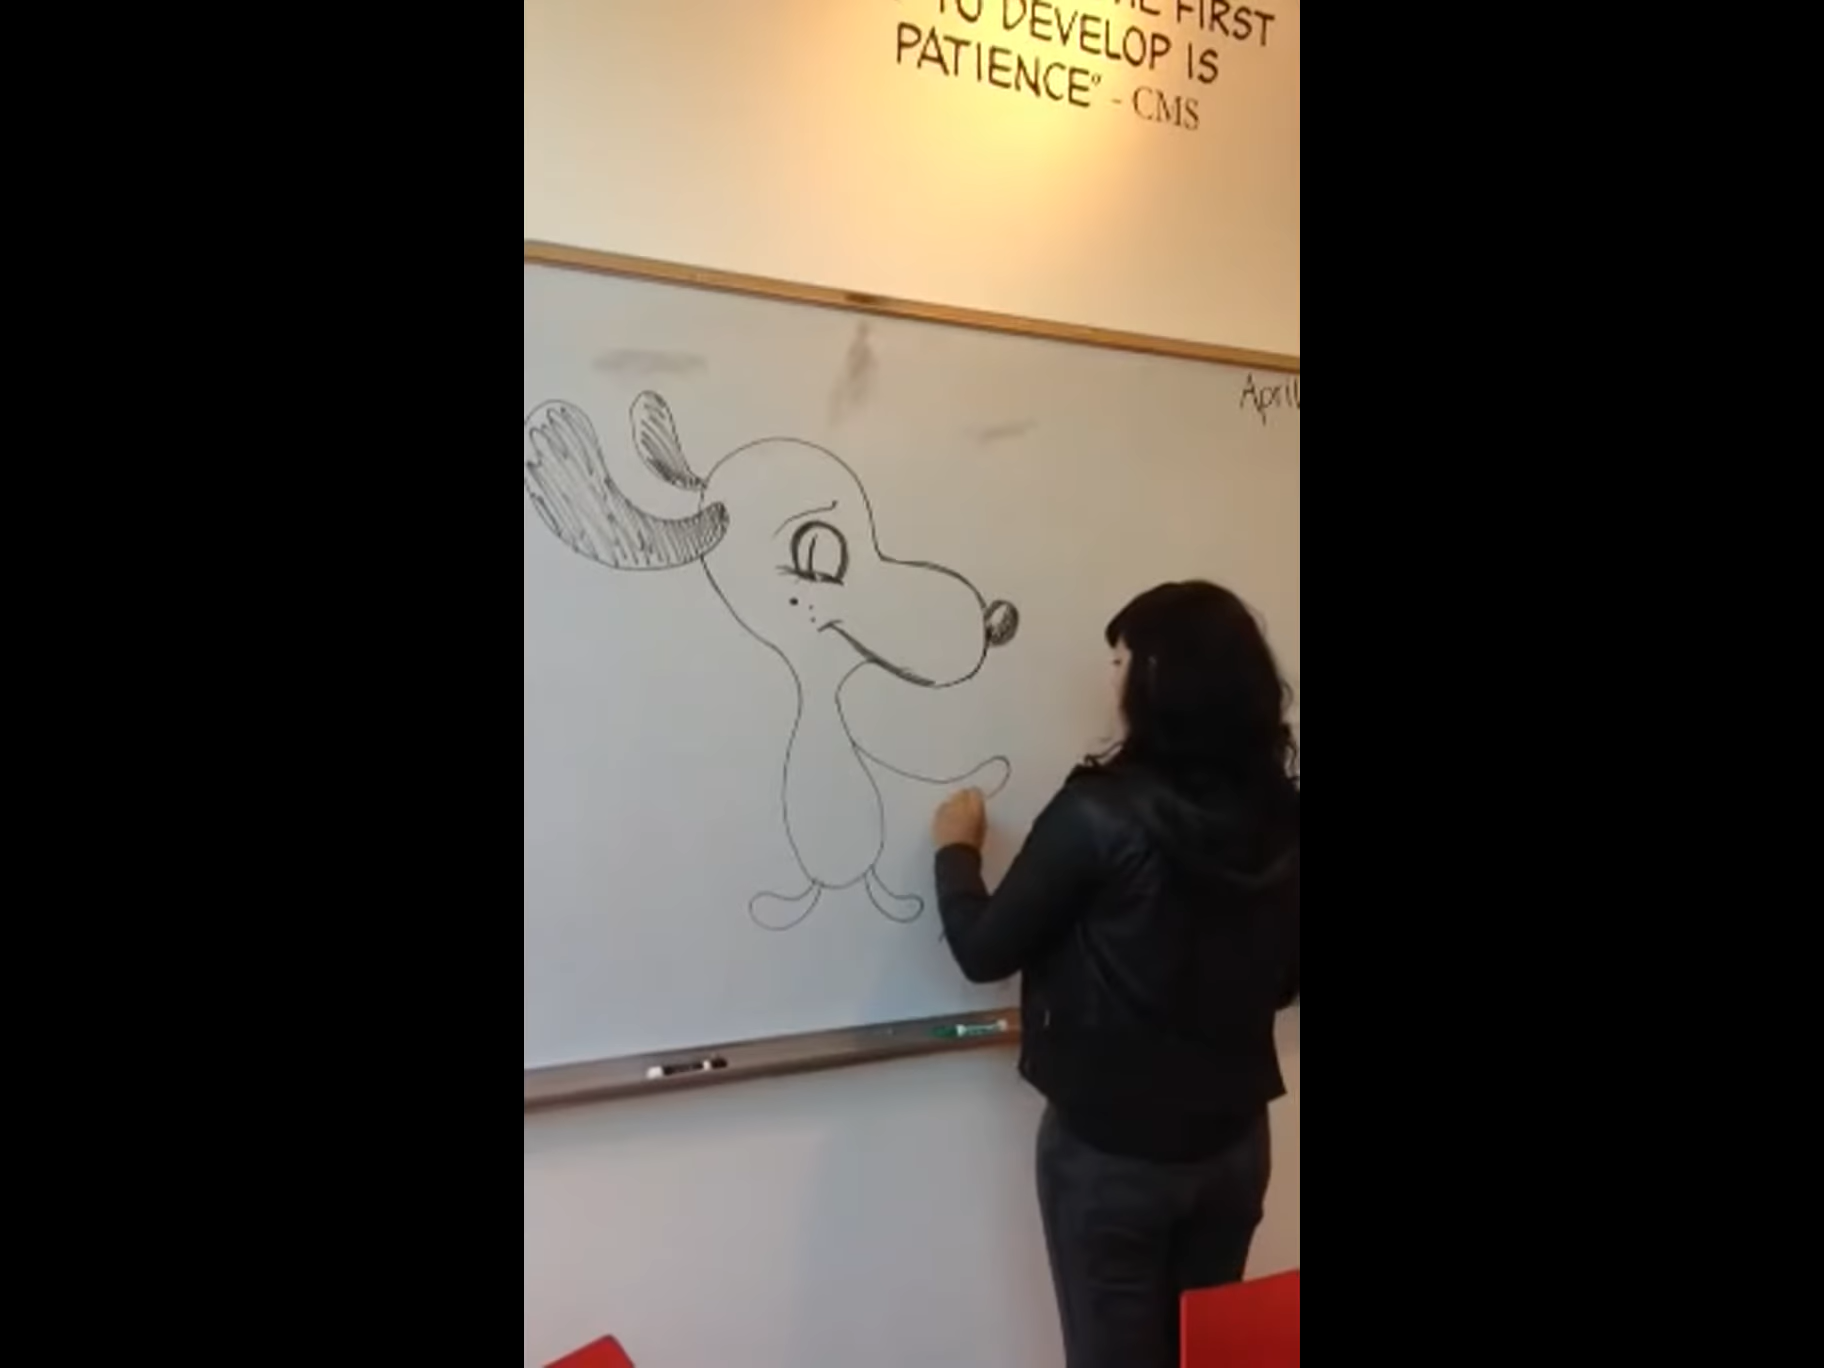 FIRST
TO DEVELOP IS
PATIENCE" - CMS
April